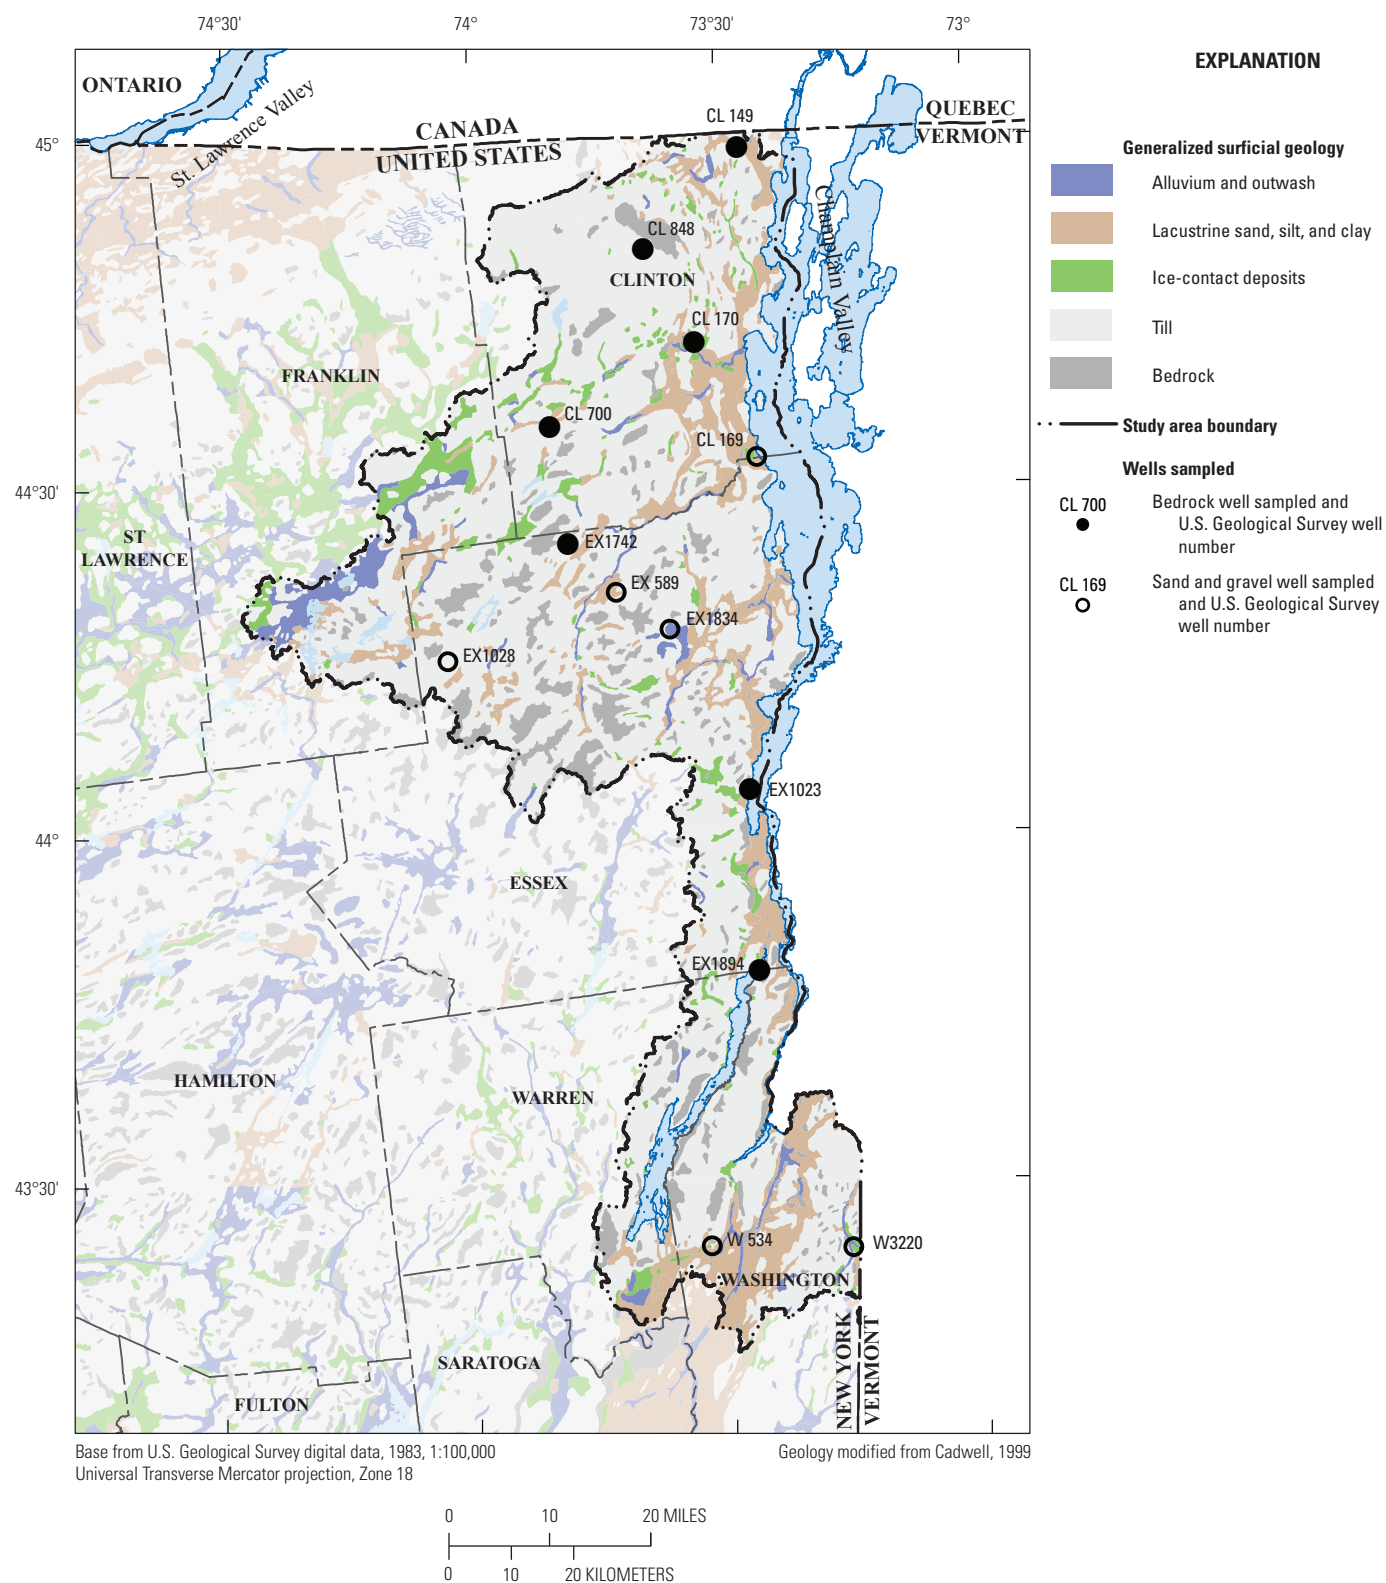 74°30'
74°
73°30'
73°
EXPLANATION
ONTARIO
St. Lawrence Valley
CANADA
UNITED STATES
QUEBEC
VERMONT
45°
CL 149
Champlain Valley
CL 848
CLINTON
CL 170
FRANKLIN
CL 700
CL 169
44°30'
ST
LAWRENCE
EX1742
EX 589
EX1834
EX1028
EX1023
44°
ESSEX
EX1894
HAMILTON
WARREN
43°30'
W 534
W3220
WASHINGTON
SARATOGA
FULTON
NEW YORK
VERMONT
Generalized surficial geology
Alluvium and outwash
Lacustrine sand, silt, and clay
Ice-contact deposits
Till
Bedrock
Study area boundary
Wells sampled
CL 700
Bedrock well sampled and
U.S. Geological Survey well
number
CL 169
Sand and gravel well sampled
and U.S. Geological Survey
well number
Base from U.S. Geological Survey digital data, 1983, 1:100,000
Universal Transverse Mercator projection, Zone 18
Geology modified from Cadwell, 1999
0 10 20 MILES
0 10 20 KILOMETERS